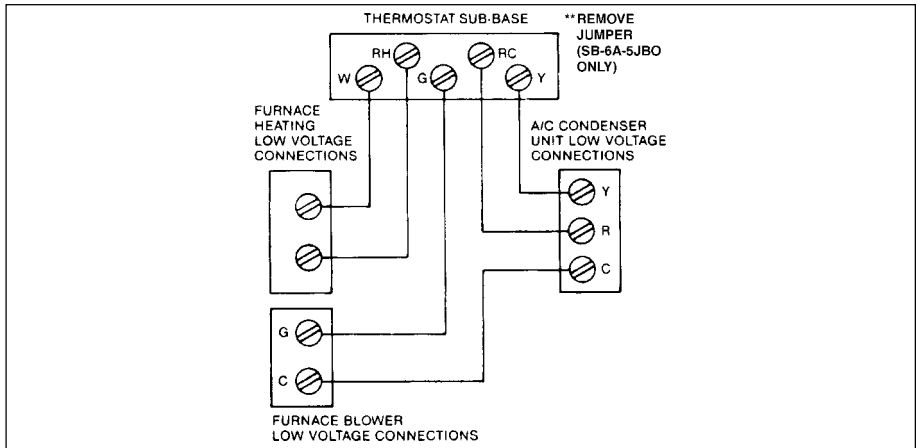 THERMOSTAT SUB-BASE
**REMOVE
JUMPER
(SB-6A-5JBO
ONLY)
RH
RC
W
G
Y
FURNACE
HEATING
LOW VOLTAGE
CONNECTIONS
A/C CONDENSER
UNIT LOW VOLTAGE
CONNECTIONS
Y
R
C
G
C
FURNACE BLOWER
LOW VOLTAGE CONNECTIONS